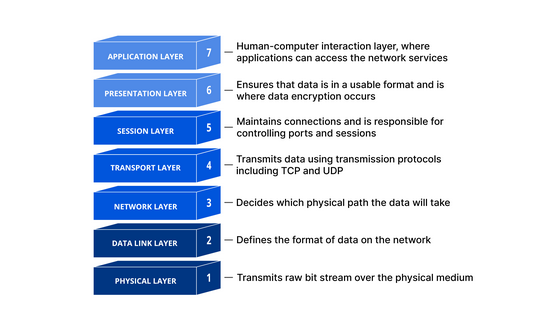 APPLICATION LAYER 7
Human-computer interaction layer, where
applications can access the network services
PRESENTATION LAYER 6
Ensures that data is in a usable format and is
where data encryption occurs
SESSION LAYER 5
Maintains connections and is responsible for
controlling ports and sessions
TRANSPORT LAYER 4
Transmits data using transmission protocols
including TCP and UDP
NETWORK LAYER 3
Decides which physical path the data will take
DATA LINK LAYER 2
Defines the format of data on the network
PHYSICAL LAYER 1
Transmits raw bit stream over the physical medium